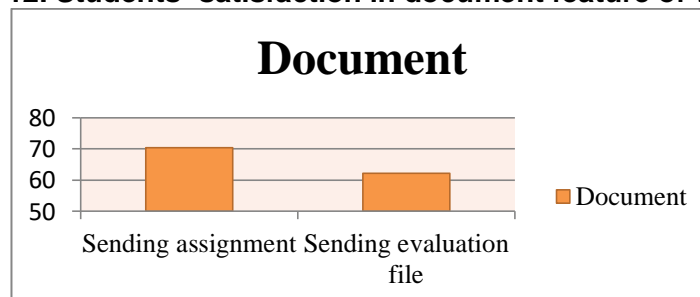 Document
80
70
60
50
Sending assignment Sending evaluation
file
Document